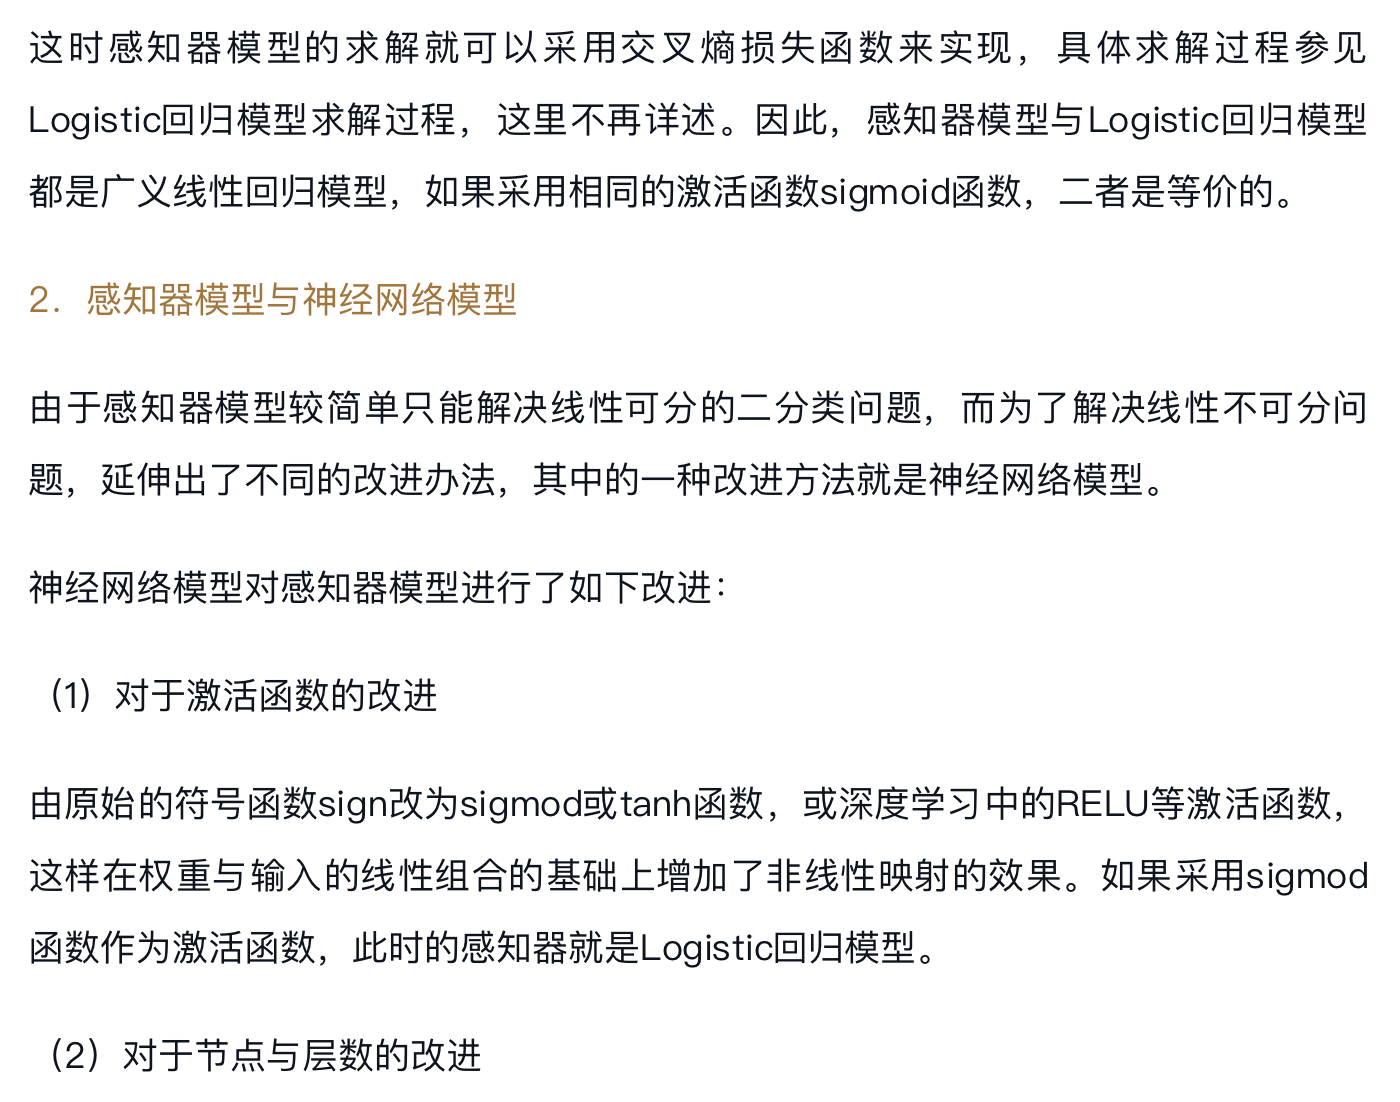 这时感知器模型的求解就可以采用交叉熵损失函数来实现，具体求解过程参见
Logistic回归模型求解过程，这里不再详述。因此，感知器模型与Logistic回归模型
都是广义线性回归模型，如果采用相同的激活函数sigmoid函数，二者是等价的。
2．感知器模型与神经网络模型
由于感知器模型较简单只能解决线性可分的二分类问题，而为了解决线性不可分问
题，延伸出了不同的改进办法，其中的一种改进方法就是神经网络模型。
神经网络模型对感知器模型进行了如下改进：
（1）对于激活函数的改进
由原始的符号函数sign改为sigmod或tanh函数，或深度学习中的RELU等激活函数，
这样在权重与输入的线性组合的基础上增加了非线性映射的效果。如果采用sigmod
函数作为激活函数，此时的感知器就是Logistic回归模型。
（2）对于节点与层数的改进